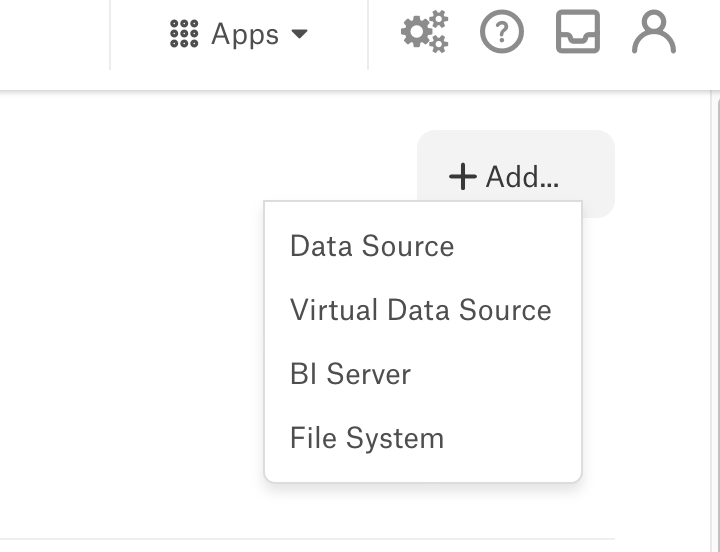 Apps
?
+ Add...
Data Source
Virtual Data Source
BI Server
File System